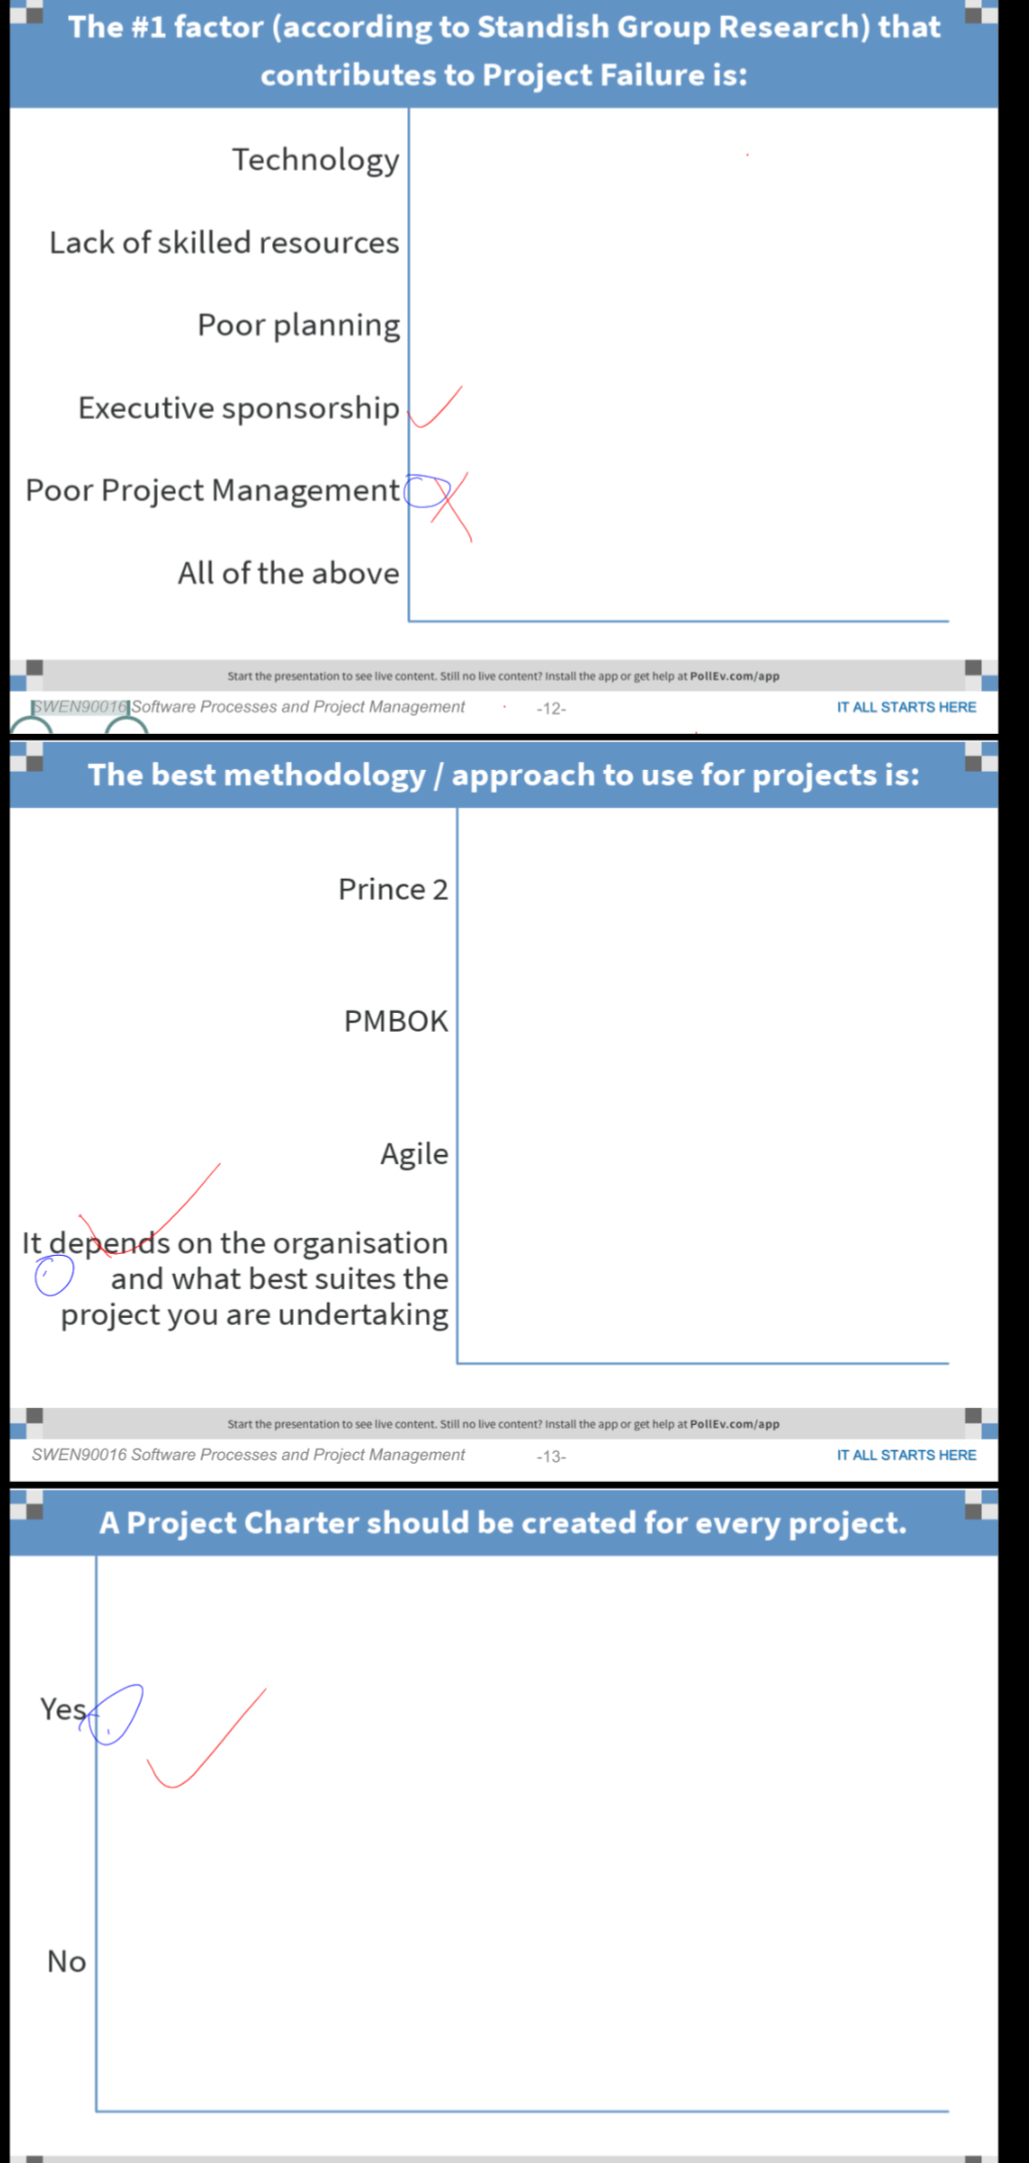 The #1 factor (according to Standish Group Research) that
contributes to Project Failure is:
Technology
Lack of skilled resources
Poor planning
Executive sponsorship
Poor Project Management
All of the above
Start the presentation to see live content. Still no live content? Install the app or get help at PollEv.com/app
SWEN90016 Software Processes and Project Management -12- IT ALL STARTS HERE
The best methodology / approach to use for projects is:
Prince 2
PMBOK
Agile
It depends on the organisation
and what best suites the
project you are undertaking
Start the presentation to see live content. Still no live content? Install the app or get help at PollEv.com/app
SWEN90016 Software Processes and Project Management -13- IT ALL STARTS HERE
A Project Charter should be created for every project.
Yes
No